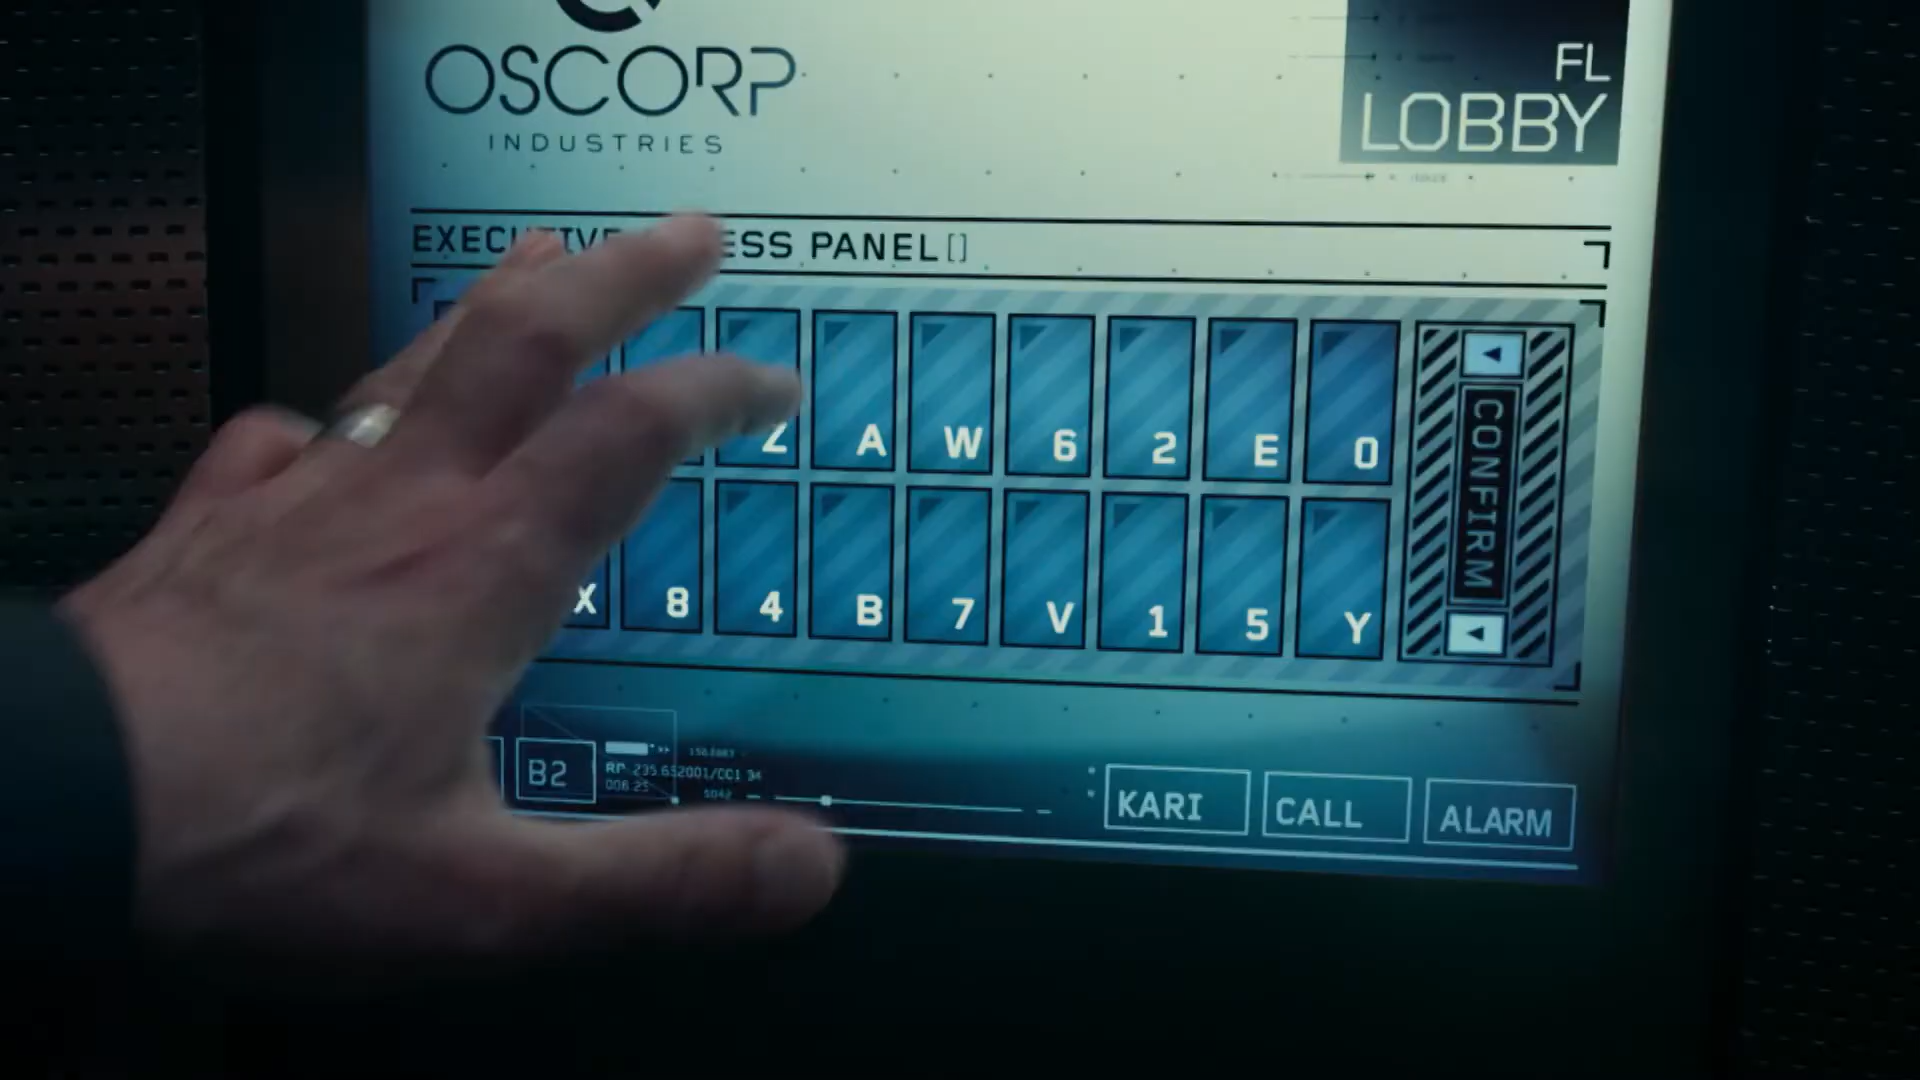 OSCORP
INDUSTRIES
FL
LOBBY
PANEL[]
Z A W 6 2 E 0
X 8 4 B 7 V 1 5 Y
CONFIRM
B2
KARI
CALL
ALARM